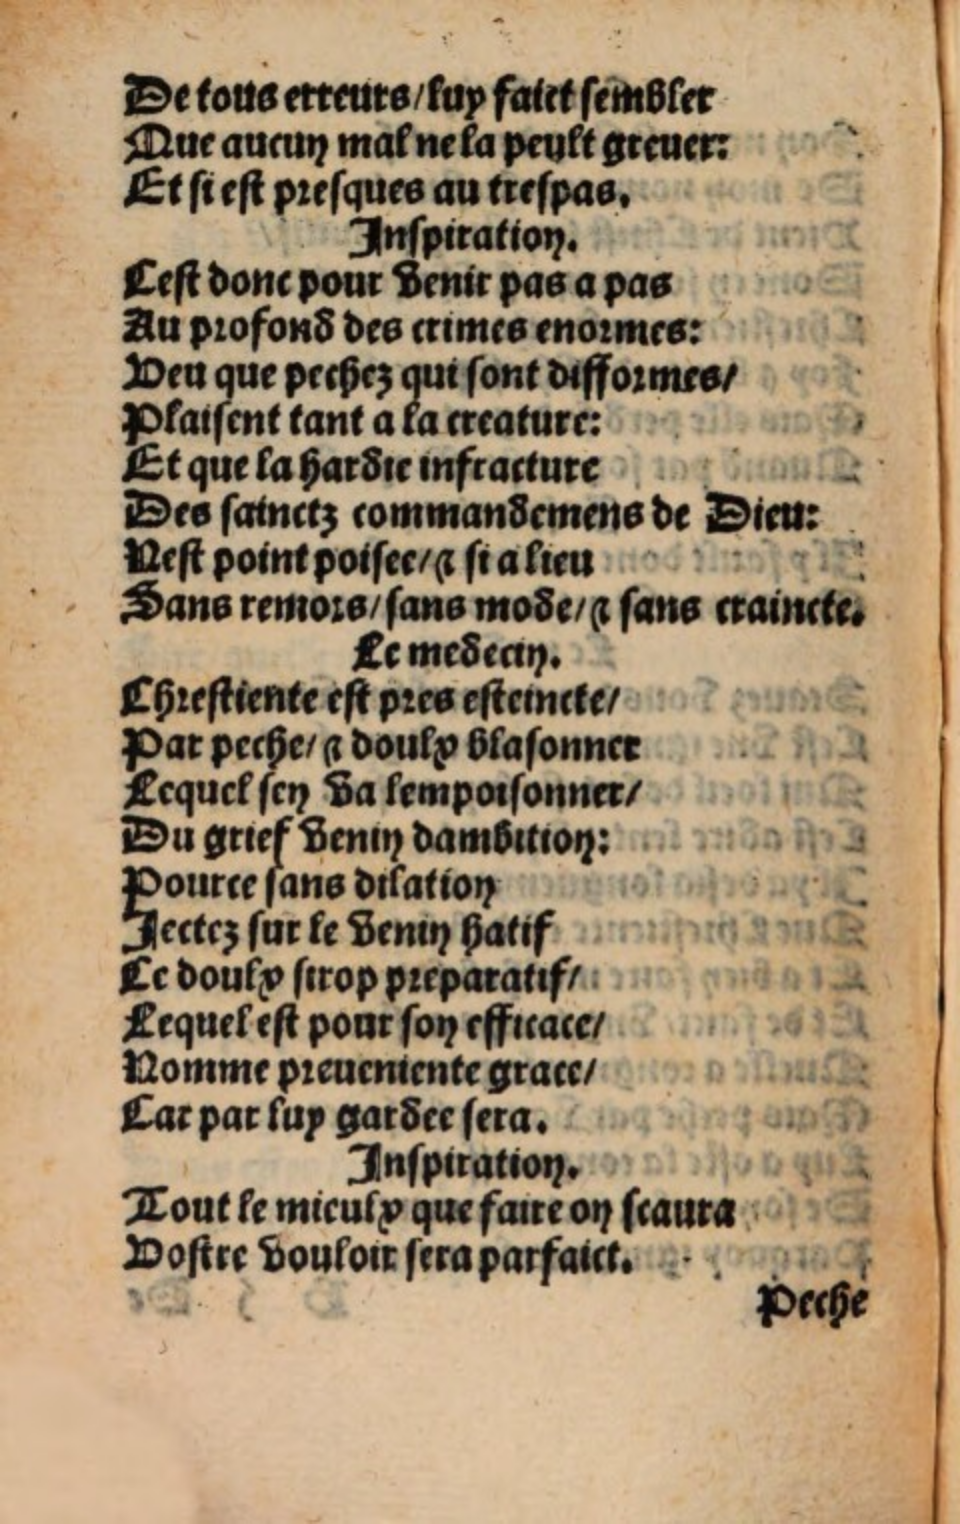 De tous erreurs/luy faict sembler
Que aucun mal ne la peult greuer:
Et si est presques au trespas.
Inspiration.
Cest donc pour venir pas a pas
Au profond des crimes enormes:
Veu que pechez qui sont difformes/
Plaisent tant a la creature:
Et que la hardie infracture
Des sainctz commandemens de Dieu:
Nest point poisee/⁊ si a lieu
Sans remors/sans mode/⁊ sans craincte.
Le medecin.
Chrestiente est pres esteincte/
Par peche/⁊ doulx blasonner
Lequel sen va lempoisonner/
Du grief venin dambition:
Pource sans dilation
Jectez sur le venin hatif
Ce doulx sirop preparatif/
Lequel est pour son efficace/
Nomme preueniente grace/
Car par luy gardee sera.
Inspiration.
Tout le mieulx que faire on scaura
Vostre vouloir sera parfaict.
Peche